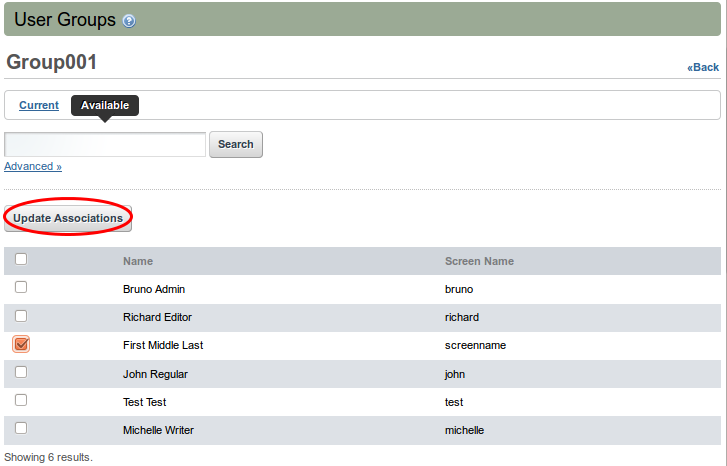 User Groups
Group001
«Back
Current Available
Search
Advanced »
Update Associations
Name Screen Name
Bruno Admin bruno
Richard Editor richard
First Middle Last screenname
John Regular john
Test Test test
Michelle Writer michelle
Showing 6 results.